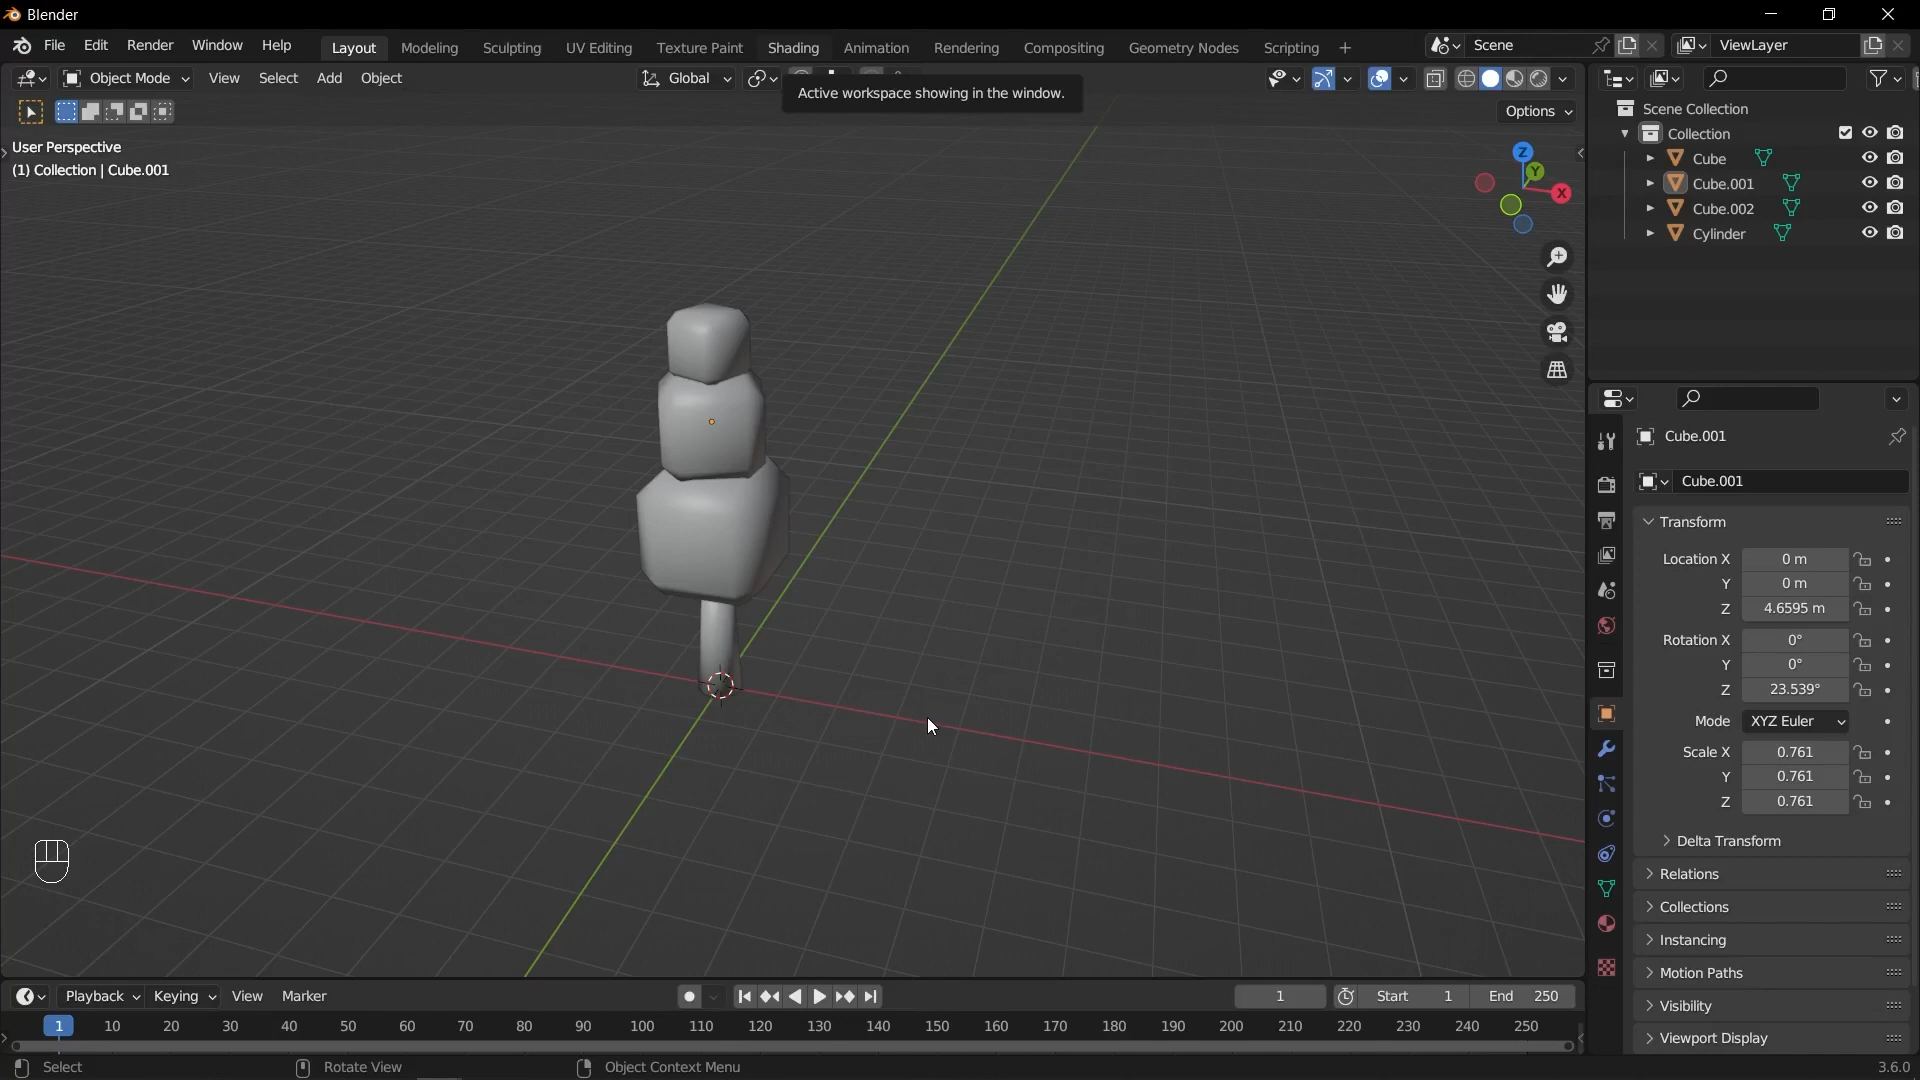 Blender
File Edit Render Window Help Layout Modeling Sculpting UV Editing Texture Paint Shading Animation Rendering Compositing Geometry Nodes Scripting + Scene ViewLayer
Object Mode View Select Add Object Global
Active workspace showing in the window.
Options
User Perspective
(1) Collection | Cube.001
Z
Y
X
Scene Collection
Collection
Cube
Cube.001
Cube.002
Cylinder
Cube.001
Cube.001
Transform
Location X 0 m
Y 0 m
Z 4.6595 m
Rotation X 0°
Y 0°
Z 23.539°
Mode XYZ Euler
Scale X 0.761
Y 0.761
Z 0.761
Delta Transform
Relations
Collections
Instancing
Motion Paths
Visibility
Viewport Display
Playback Keying View Marker 1 Start 1 End 250
1 10 20 30 40 50 60 70 80 90 100 110 120 130 140 150 160 170 180 190 200 210 220 230 240 250
Select Rotate View Object Context Menu 3.6.0